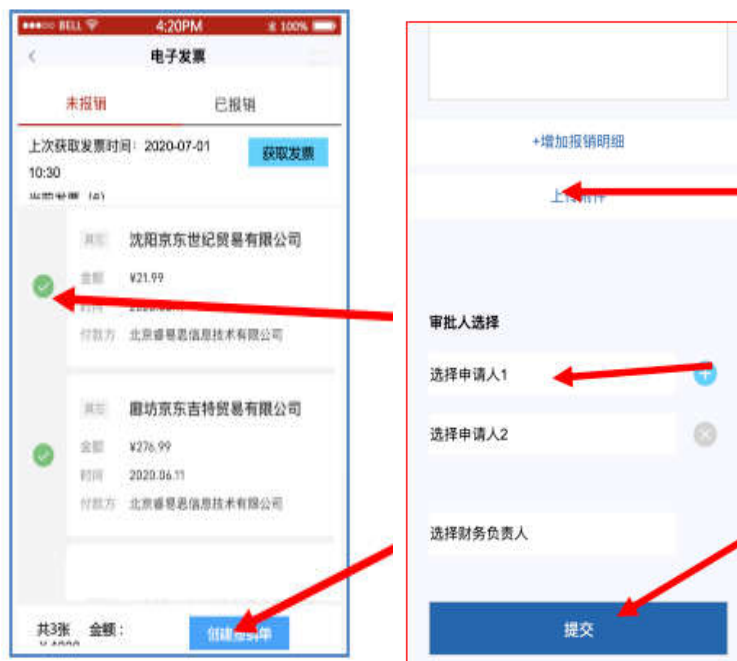 BELL 4:20PM 100%
电子发票
未报销 已报销
上次获取发票时间: 2020-07-01
10:30
获取发票
其它 沈阳京东世纪贸易有限公司
金额 ¥21.99
时间
付款方 北京睿易思信息技术有限公司
其它 廊坊京东吉特贸易有限公司
金额 ¥276.99
时间 2020.06.11
付款方 北京睿易思信息技术有限公司
共3张 金额:
+增加报销明细
审批人选择
选择申请人1
选择申请人2
选择财务负责人
提交